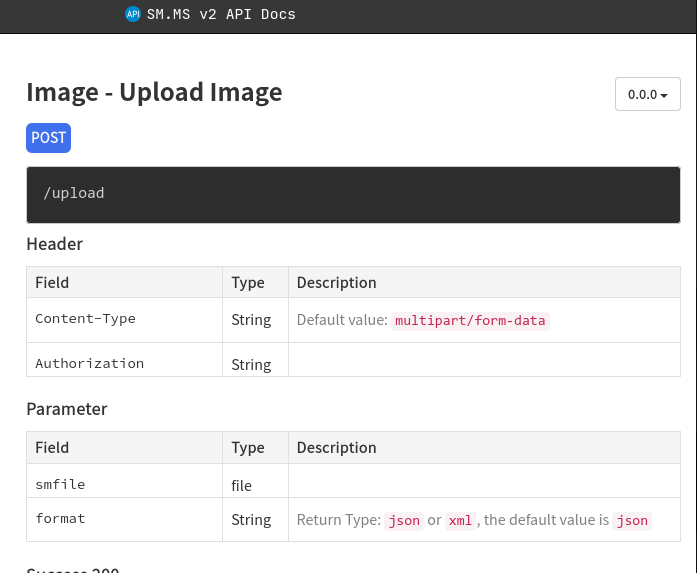 API SM.MS v2 API Docs
Image - Upload Image
0.0.0
POST
/upload
Header
Field Type Description
Content-Type String Default value: multipart/form-data
Authorization String
Parameter
Field Type Description
smfile file
format String Return Type: json or xml , the default value is json
Success 200